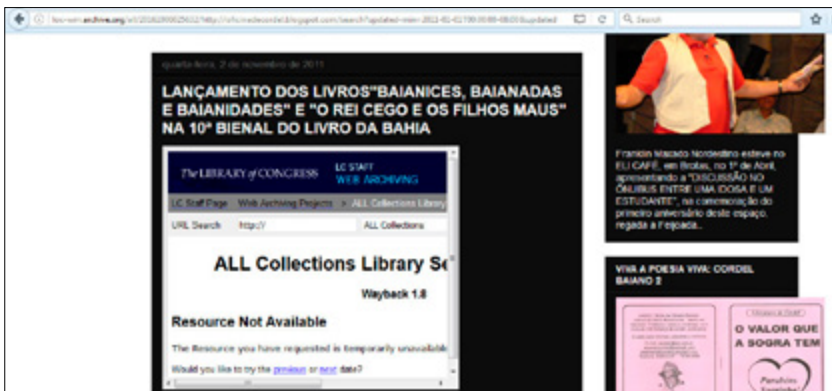 Search
quarta-feira, 2 de novembro de 2011
LANÇAMENTO DOS LIVROS"BAIANICES, BAIANADAS
E BAIANIDADES" E "O REI CEGO E OS FILHOS MAUS"
NA 10ª BIENAL DO LIVRO DA BAHIA
The LIBRARY of CONGRESS
LC STAFF
WEB ARCHIVING
LC Staff Page Web Archiving Projects > ALL Collections Library
URL Search http:// ALL Collections
ALL Collections Library Se
Wayback 1.8
Resource Not Available
The Resource you have requested is temporarily unavailable
Would you like to try the previous or next date?
Franklin Maxado Nordestino esteve no
ELI CAFÉ, em Brotas, no 1º de Abril,
apresentando a "DISCUSSÃO NO
ÔNIBUS ENTRE UMA IDOSA E UM
ESTUDANTE", na comemoração do
primeiro aniversário deste espaço,
regada a Feijoada..
VIVA A POESIA VIVA: CORDEL
BAIANO 2
O VALOR QUE
A SOGRA TEM